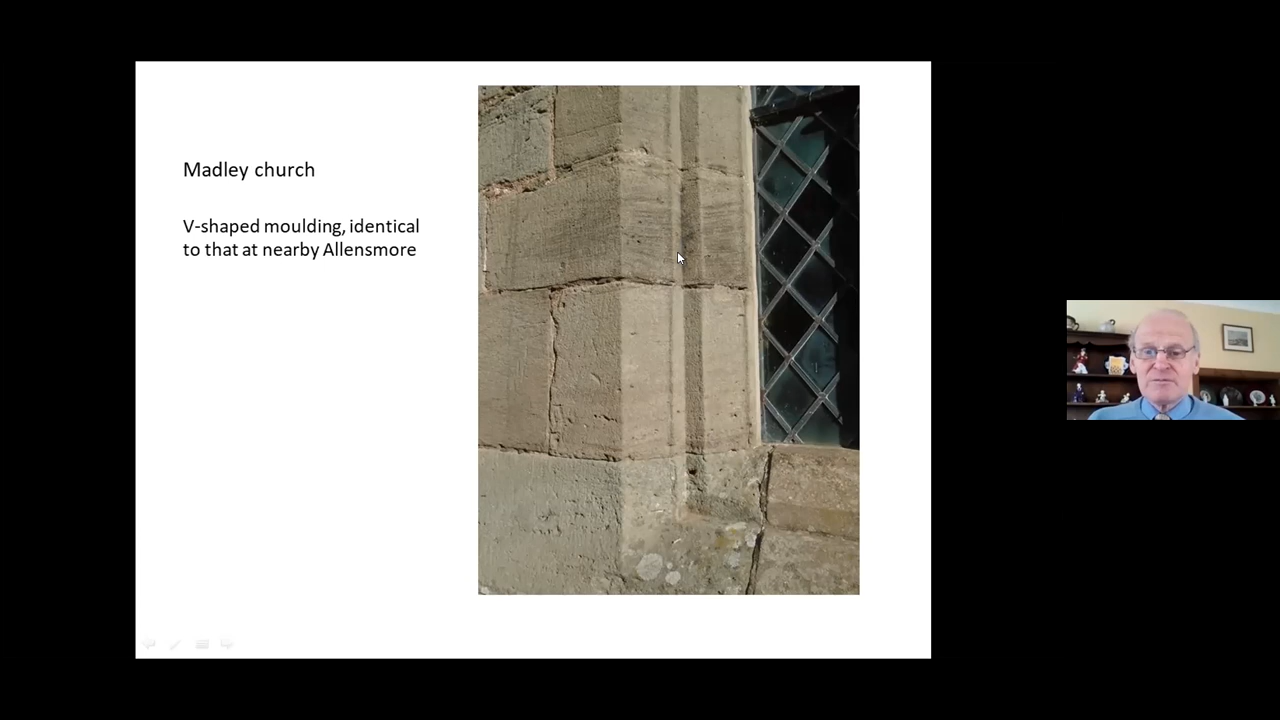 Madley church
V-shaped moulding, identical
to that at nearby Allensmore